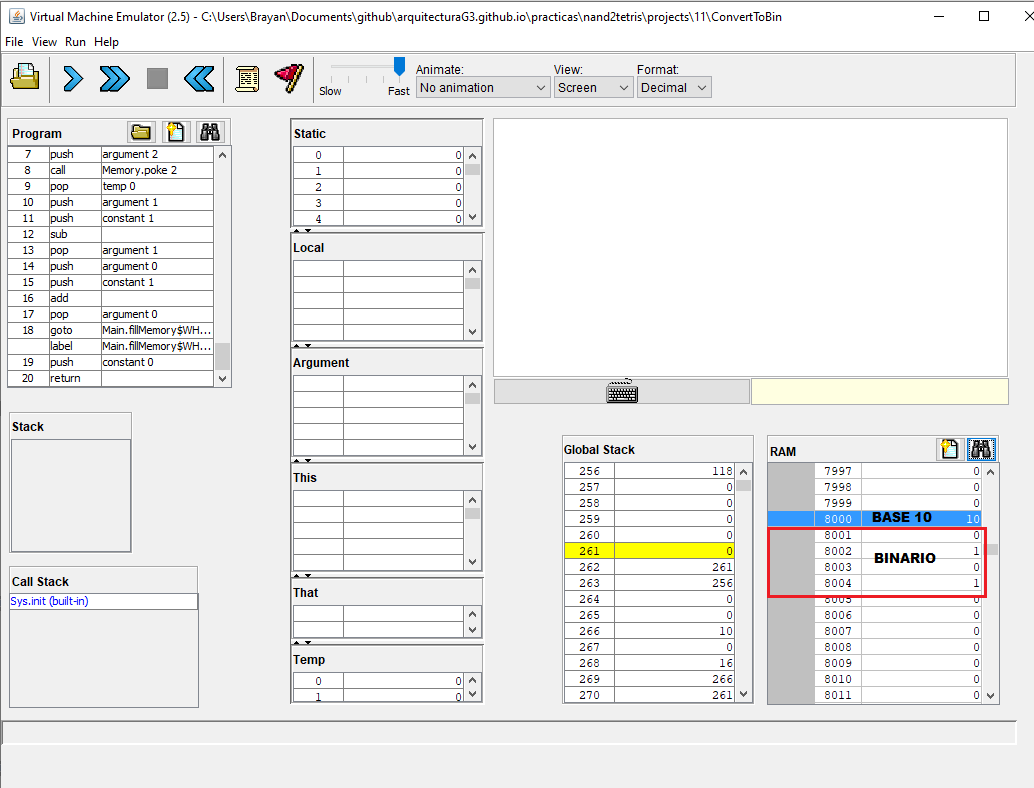 Virtual Machine Emulator (2.5) - C:\Users\Brayan\Documents\github\arquitecturaG3.github.io\practicas\nand2tetris\projects\11\ConvertToBin
File View Run Help
Slow Fast
Animate: View: Format:
No animation Screen Decimal
Program
7 push argument 2
8 call Memory.poke 2
9 pop temp 0
10 push argument 1
11 push constant 1
12 sub
13 pop argument 1
14 push argument 0
15 push constant 1
16 add
17 pop argument 0
18 goto Main.fillMemory$WH...
label Main.fillMemory$WH...
19 push constant 0
20 return
Stack
Call Stack
Sys.init (built-in)
Static
0 0
1 0
2 0
3 0
4 0
Local
Argument
This
That
Temp
0 0
1 0
Global Stack
256 118
257 0
258 0
259 0
260 0
261 0
262 261
263 256
264 0
265 0
266 10
267 0
268 16
269 266
270 261
RAM
7997 0
7998 0
7999 0
8000 BASE 10 10
8001 0
8002 1
BINARIO
8003 0
8004 1
8005 0
8006 0
8007 0
8008 0
8009 0
8010 0
8011 0